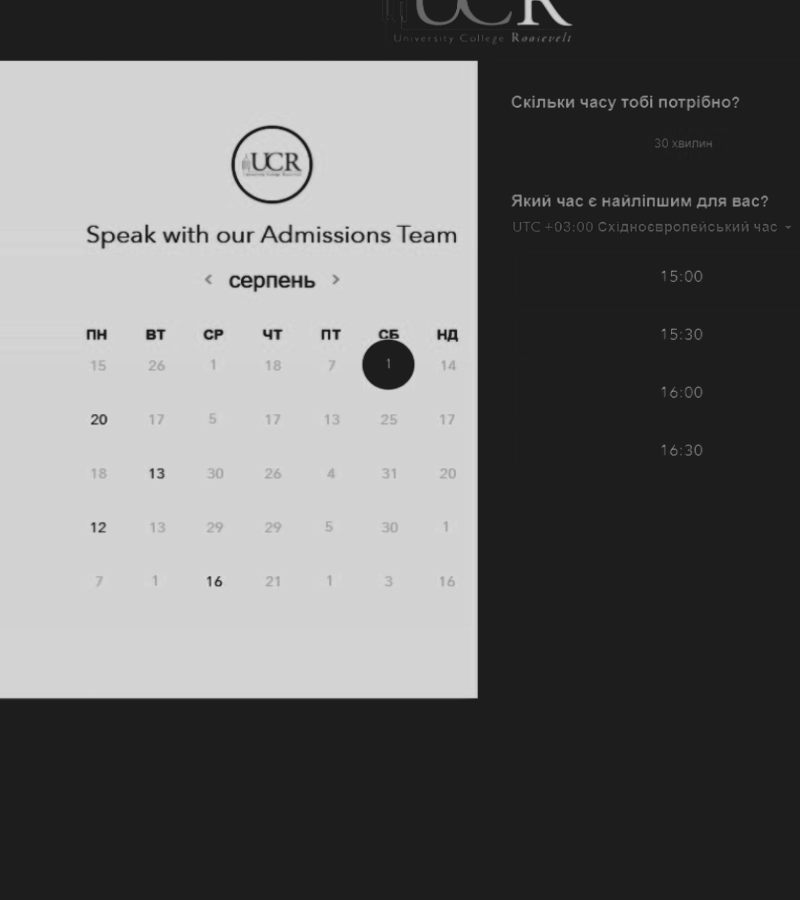 UCR
University College Roosevelt
Скільки часу тобі потрібно?
30 хвилин
Який час є найліпшим для вас?
UTC +03:00 Східноєвропейський час
15:00
15:30
16:00
16:30
UCR
Speak with our Admissions Team
< серпень >
ПН ВТ СР ЧТ ПТ СБ НД
15 26 1 18 7 1 14
20 17 5 17 13 25 17
18 13 30 26 4 31 20
12 13 29 29 5 30 1
7 1 16 21 1 3 16